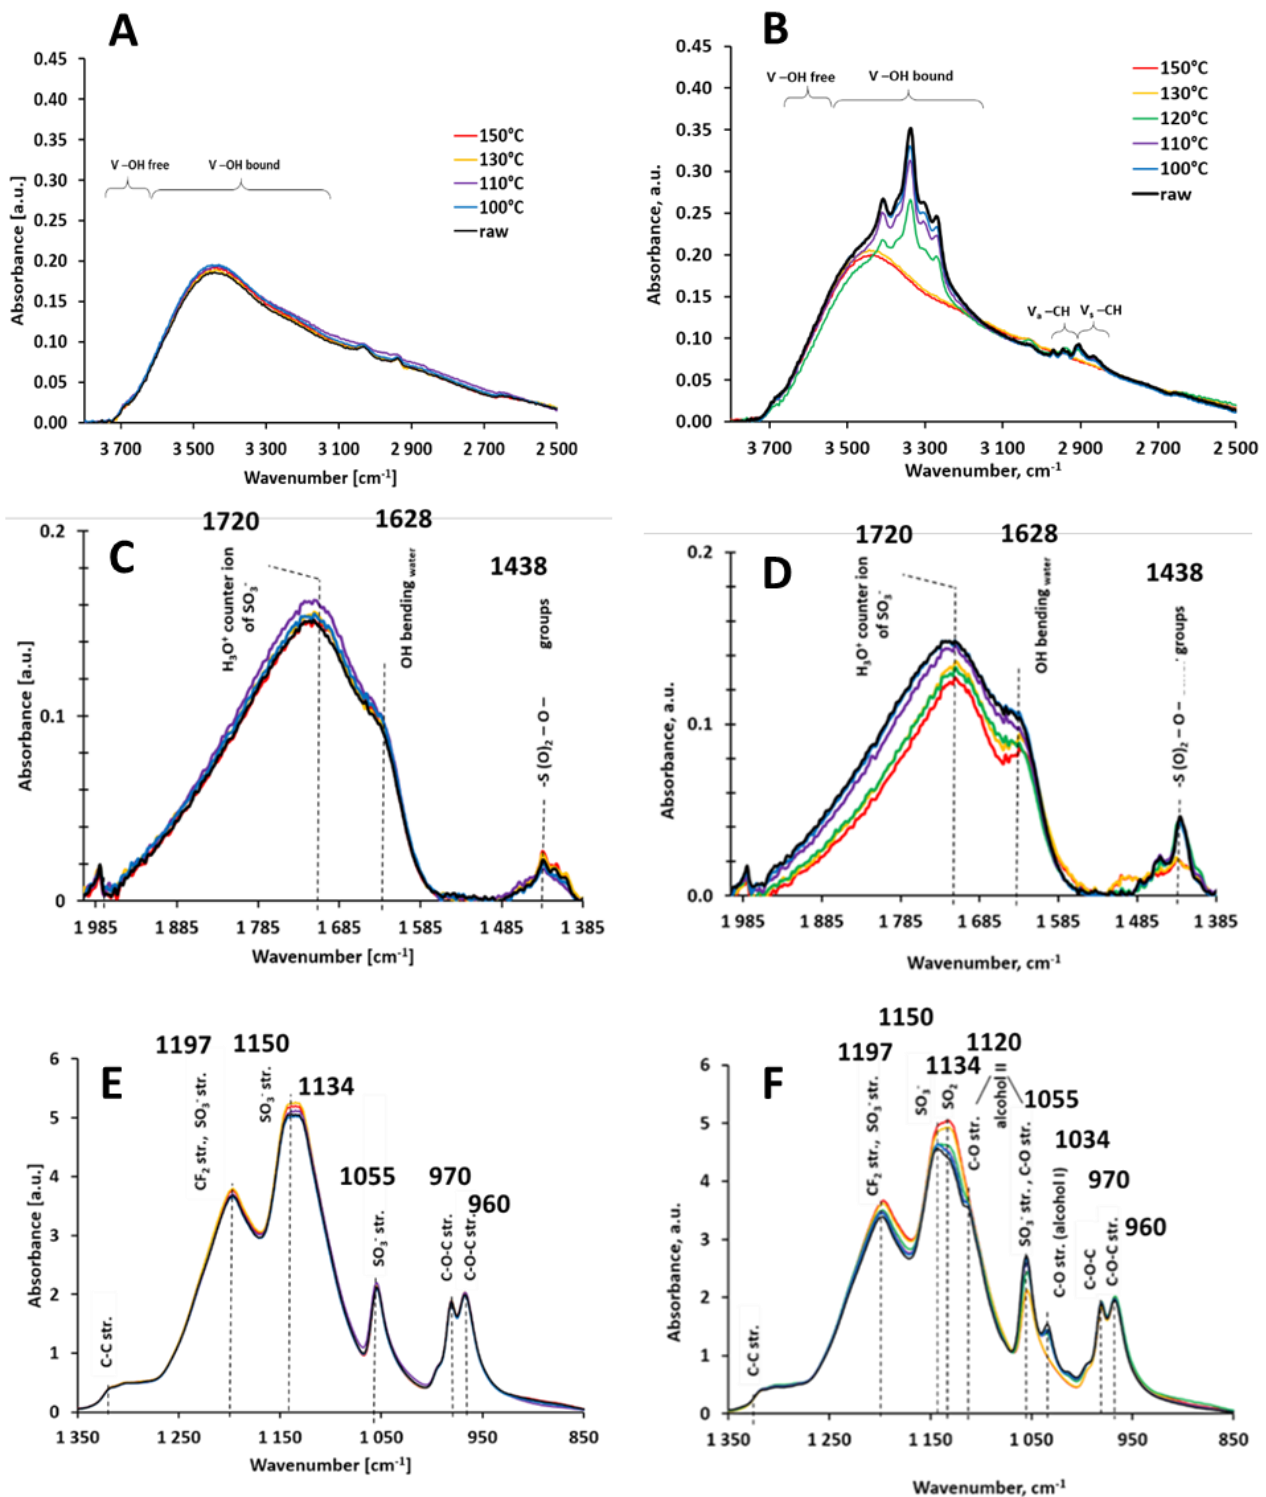 A
0.45
0.40
0.35
0.30
0.25
0.20
0.15
0.10
0.05
0.00
Absorbance [a.u.]
V –OH free
V –OH bound
150°C
130°C
110°C
100°C
raw
3 700
3 500
3 300
3 100
2 900
2 700
2 500
Wavenumber [cm-1]
B
0.45
0.40
0.35
0.30
0.25
0.20
0.15
0.10
0.05
0.00
Absorbance, a.u.
V –OH free
V –OH bound
150°C
130°C
120°C
110°C
100°C
raw
Va –CH
Vs –CH
3 700
3 500
3 300
3 100
2 900
2 700
2 500
Wavenumber, cm-1
C
1720
1628
1438
0.2
0.1
0
Absorbance [a.u.]
H3O+ counter ion
of SO3-
OH bending water
-S (O)2 – O –
groups
1 985
1 885
1 785
1 685
1 585
1 485
1 385
Wavenumber [cm-1]
D
1720
1628
1438
0.2
0.1
0.0
Absorbance, a.u.
H3O+ counter ion
of SO3-
OH bending water
-S (O)2 – O –
groups
1 985
1 885
1 785
1 685
1 585
1 485
1 385
Wavenumber, cm-1
E
1197
1150
1134
1055
970
960
6
5
4
3
2
1
0
Absorbance [a.u.]
C-C str.
CF2 str., SO3- str.
SO3- str.
SO3- str.
C-O-C str.
C-O-C str.
1 350
1 250
1 150
1 050
950
850
Wavenumber [cm-1]
F
1150
1197
1134
1120
1055
1034
970
960
6
5
4
3
2
1
0
Absorbance, a.u.
C-C str.
CF2 str., SO3- str.
SO3-
SO2
C-O str.
alcohol II
SO3- str., C-O str.
C-O str. (alcohol I)
C-O-C
C-O-C str.
1 350
1 250
1 150
1 050
950
850
Wavenumber, cm-1